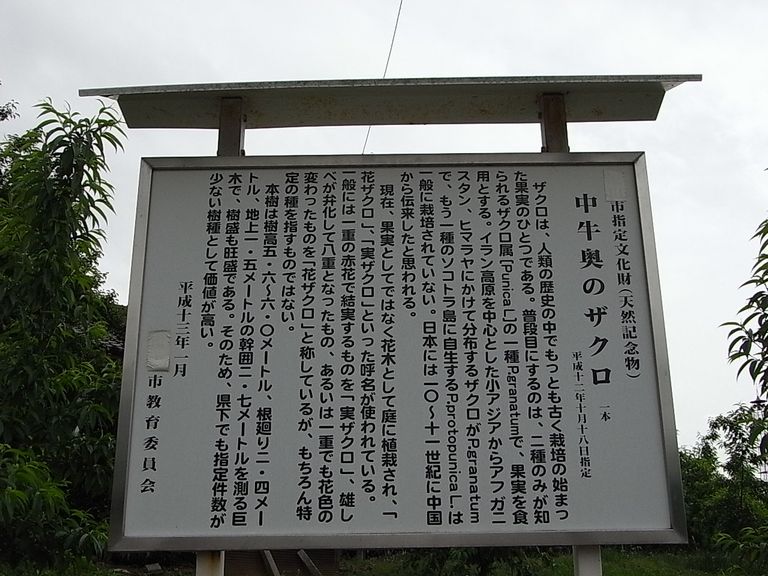 市指定文化財(天然記念物)
中牛奥のザクロ 一本
平成十二年十月十八日指定
ザクロは、人類の歴史の中でもっとも古く栽培の始まっ
た果実のひとつである。普段目にするのは、二種のみが知
られるザクロ属「Punica L」の一種P.granatumで、果実を食
用とする。イラン高原を中心とした小アジアからアフガニ
スタン、ヒマラヤにかけて分布するザクロがP.granatum
で、もう一種のソコトラ島に自生するP.protopunica L.は
一般に栽培されていない。日本には一〇〜十一世紀に中国
から伝来したと思われる。
現在、果実としてではなく花木として庭に植栽され、「
花ザクロ」、「実ザクロ」といった呼名が使われている。
一般には一重の赤花で結実するものを「実ザクロ」、雄し
べが弁化して八重となったもの、あるいは一重でも花色の
変わったものを「花ザクロ」と称しているが、もちろん特
定の種を指すものではない。
本樹は樹高五・六〜六・〇メートル、根廻り二・四メー
トル、地上一・五メートルの幹囲二・七メートルを測る巨
木で、樹盛も旺盛である。そのため、県下でも指定件数が
少ない樹種として価値が高い。
平成十三年一月
市教育委員会